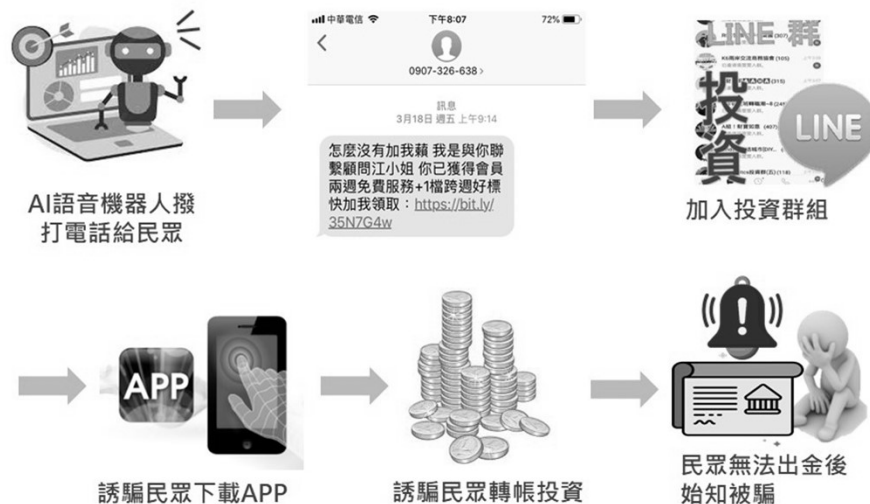 中華電信
下午8:07
72%
0907-326-638 >
訊息
3月18日 週五 上午9:14
怎麼沒有加我藾 我是與你聯
繫顧問江小姐 你已獲得會員
兩週免費服務+1檔跨週好標
快加我領取：https://bit.ly/
35N7G4w
AI語音機器人撥
打電話給民眾
LINE 群
投資
LINE
加入投資群組
APP
誘騙民眾下載APP
誘騙民眾轉帳投資
民眾無法出金後
始知被騙